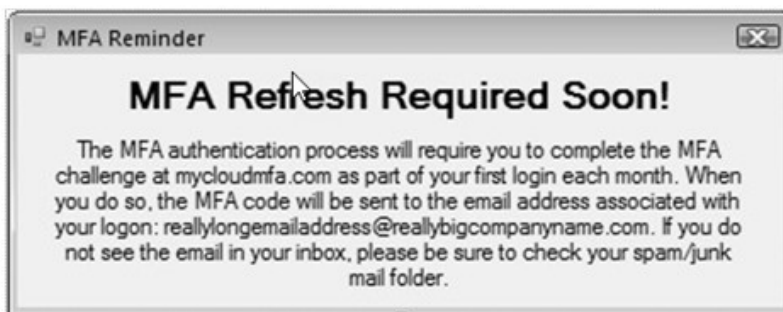 MFA Reminder
MFA Refresh Required Soon!
The MFA authentication process will require you to complete the MFA
challenge at mycloudmfa.com as part of your first login each month. When
you do so, the MFA code will be sent to the email address associated with
your logon: reallylongemailaddress@reallybigcompanyname.com. If you do
not see the email in your inbox, please be sure to check your spam/junk
mail folder.